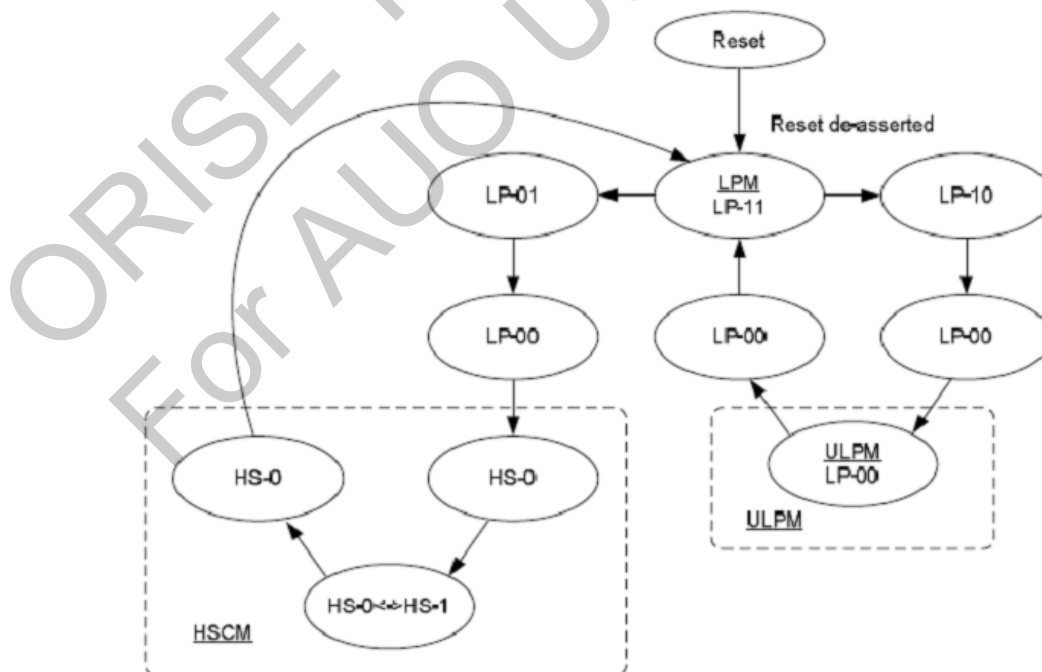 ORISE
For AUO U
Reset
Reset de-asserted
LP-01
LPM
LP-11
LP-10
LP-00
LP-00
LP-00
HS-0
HS-0
ULPM
LP-00
ULPM
HS-0<->HS-1
HSCM